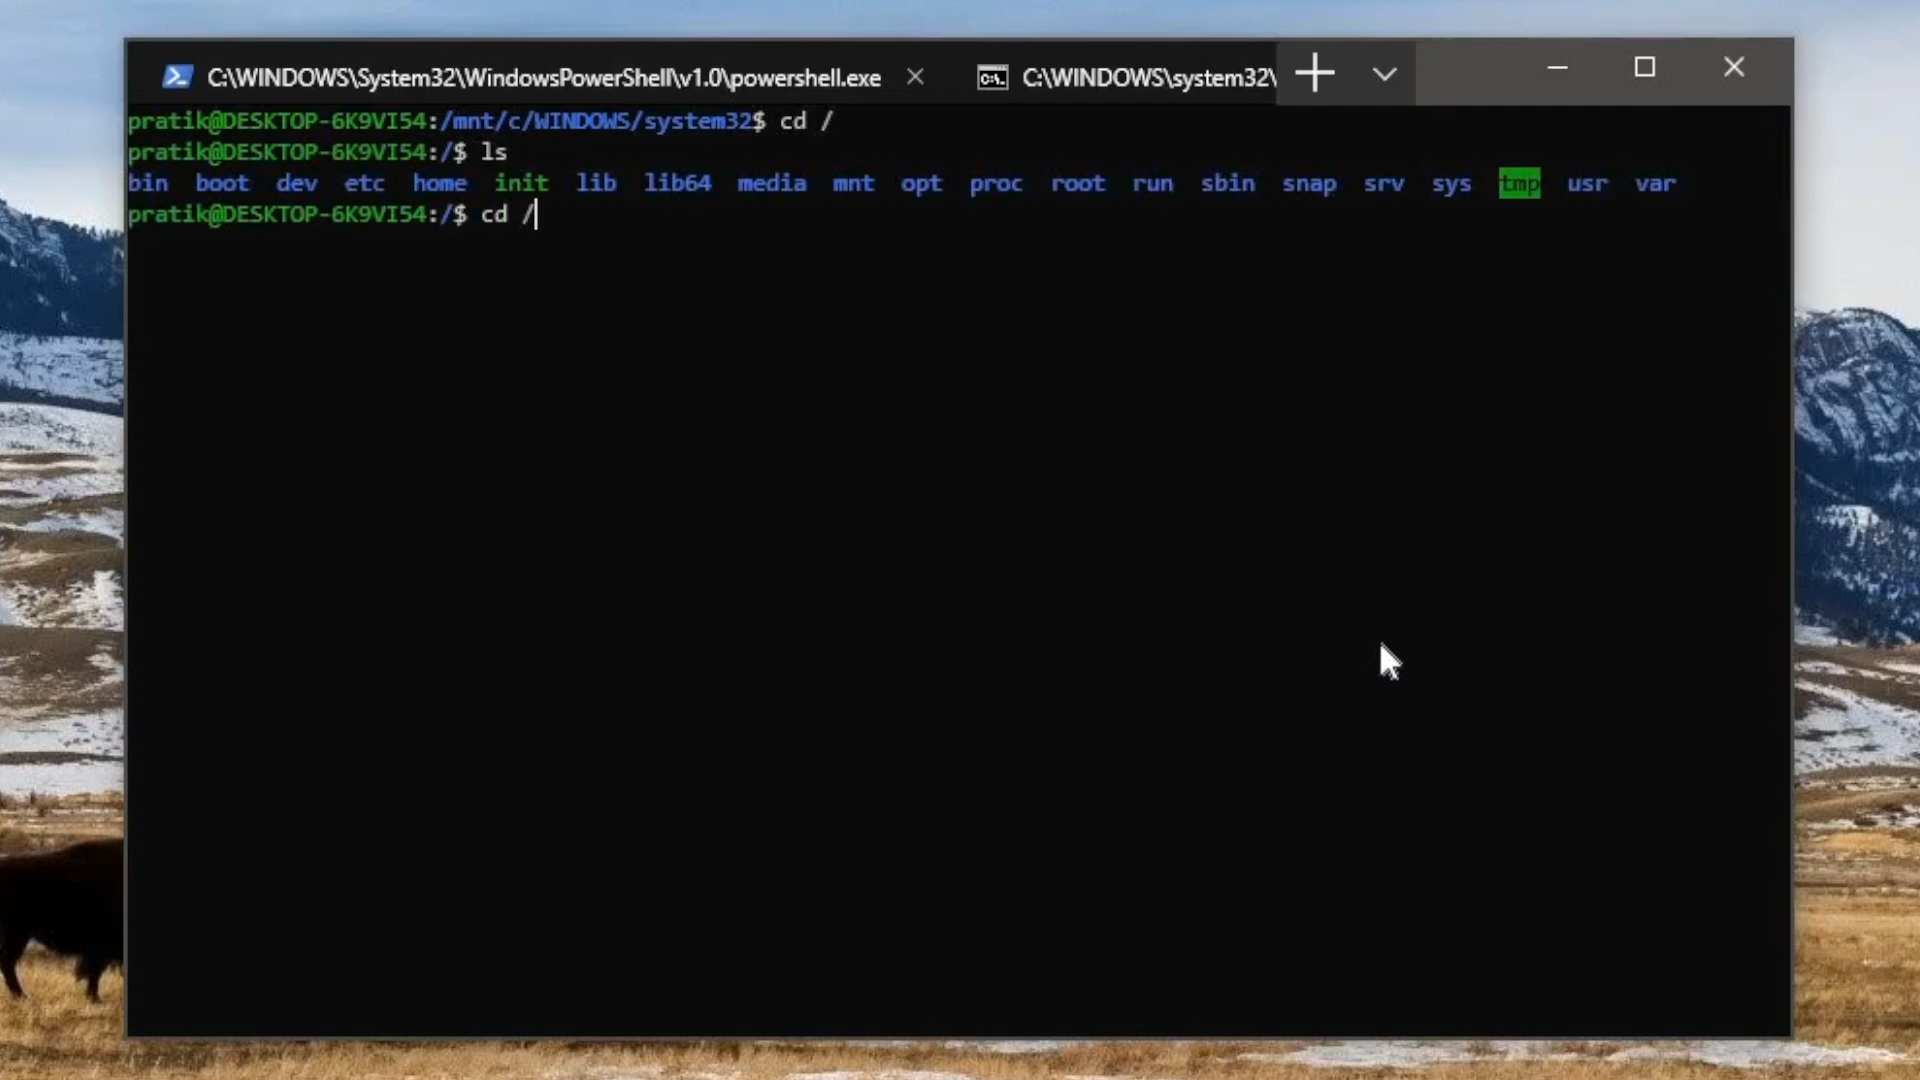 C:\WINDOWS\System32\WindowsPowerShell\v1.0\powershell.exe C:\WINDOWS\system32\
pratik@DESKTOP-6K9VI54:/mnt/c/WINDOWS/system32$ cd /
pratik@DESKTOP-6K9VI54:/$ ls
bin boot dev etc home init lib lib64 media mnt opt proc root run sbin snap srv sys tmp usr var
pratik@DESKTOP-6K9VI54:/$ cd /